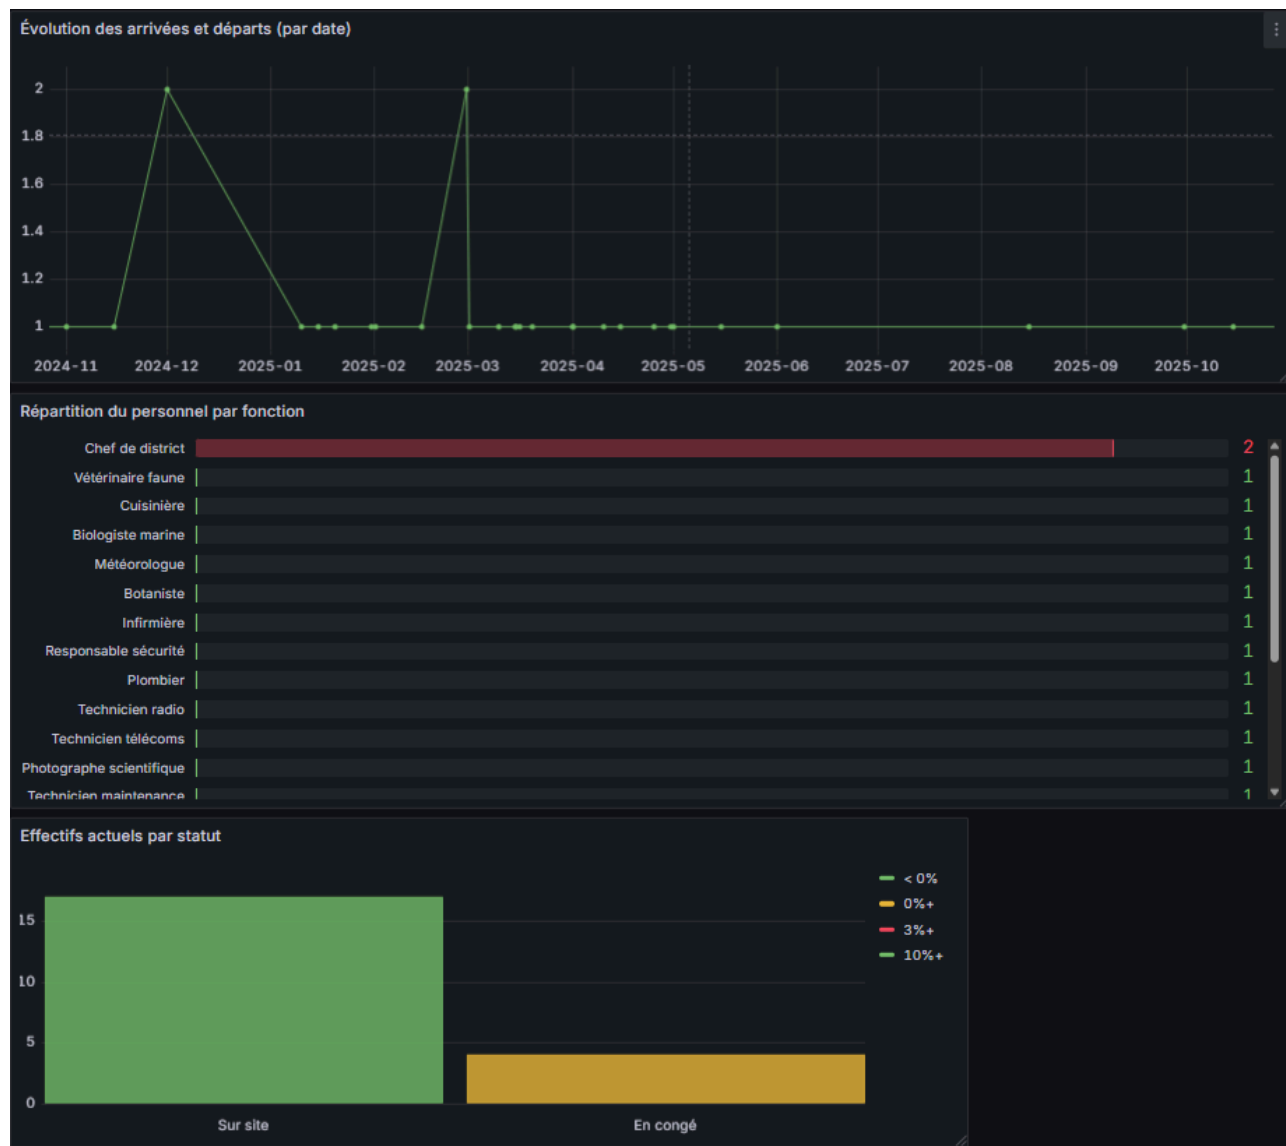 Évolution des arrivées et départs (par date)
2
1.8
1.6
1.4
1.2
1
2024-11 2024-12 2025-01 2025-02 2025-03 2025-04 2025-05 2025-06 2025-07 2025-08 2025-09 2025-10
Répartition du personnel par fonction
Chef de district 2
Vétérinaire faune 1
Cuisinière 1
Biologiste marine 1
Météorologue 1
Botaniste 1
Infirmière 1
Responsable sécurité 1
Plombier 1
Technicien radio 1
Technicien télécoms 1
Photographe scientifique 1
Technicien maintenance 1
Effectifs actuels par statut
< 0%
0%+
3%+
10%+
15
10
5
0
Sur site En congé